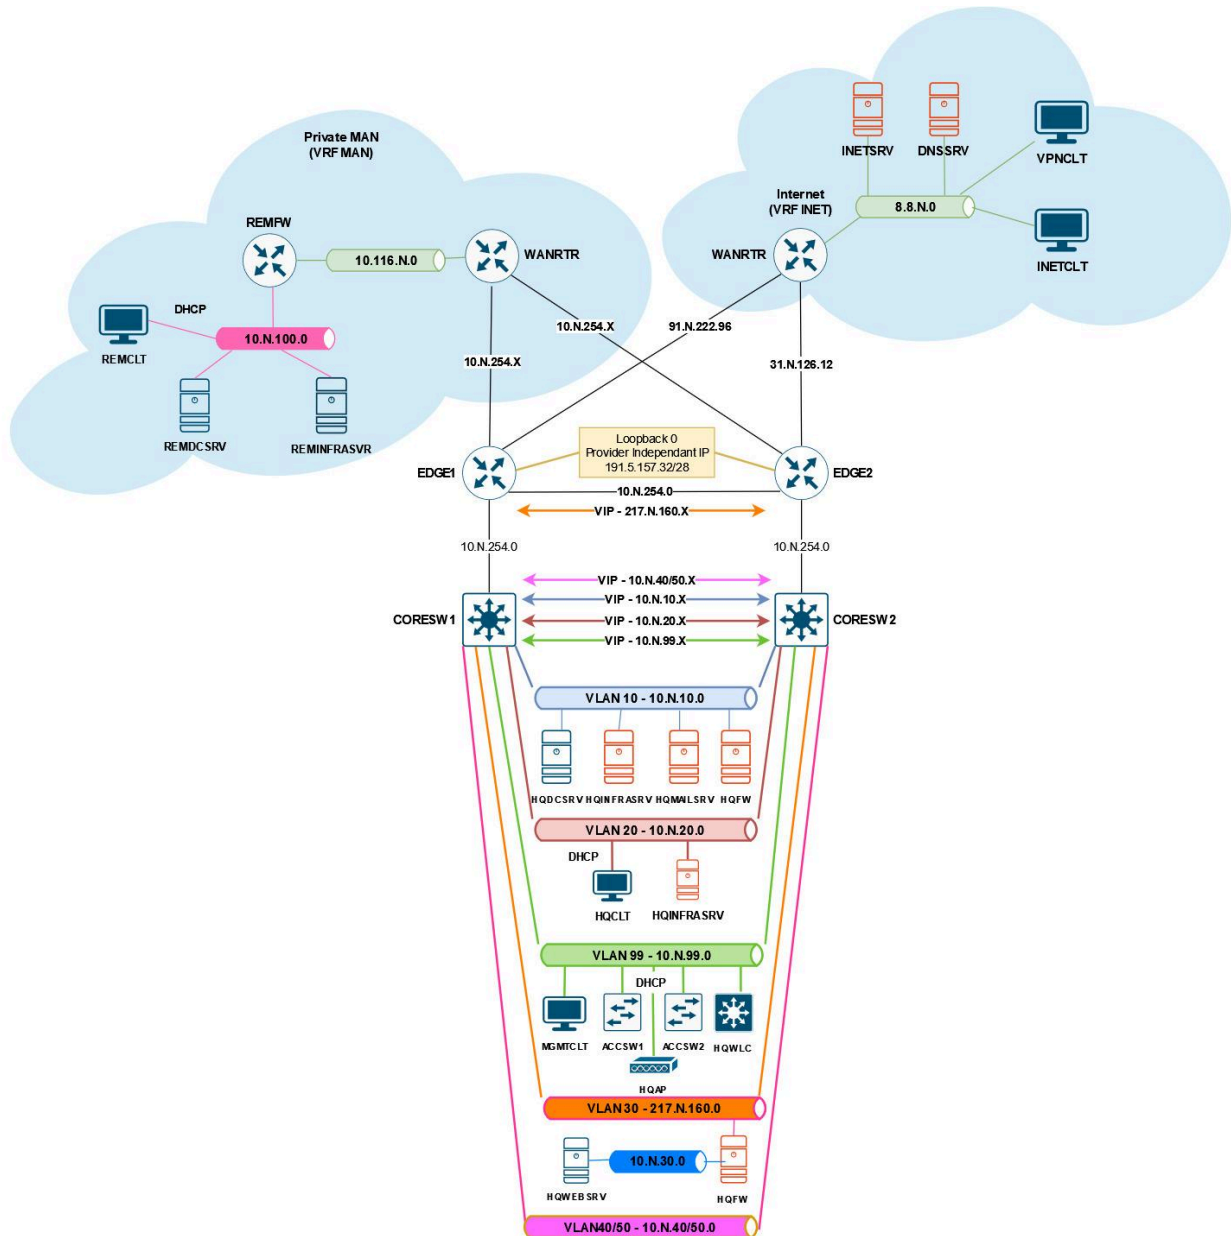 Private MAN
(VRF MAN)
INETSRV
DNSSRV
VPNCLT
Internet
(VRF INET)
8.8.N.0
INETCLT
REMFW
10.116.N.0
WANRTR
WANRTR
DHCP
10.N.100.0
REMCLT
REMDCSRV
REMINFRASVR
10.N.254.X
91.N.222.96
10.N.254.X
31.N.126.12
Loopback 0
Provider Independant IP
191.5.157.32/28
EDGE1
EDGE2
10.N.254.0
VIP - 217.N.160.X
10.N.254.0
10.N.254.0
VIP - 10.N.40/50.X
VIP - 10.N.10.X
VIP - 10.N.20.X
VIP - 10.N.99.X
CORESW1
CORESW2
VLAN 10 - 10.N.10.0
HQDCSRV
HQINFRASRV
HQMAILSRV
HQFW
VLAN 20 - 10.N.20.0
DHCP
HQCLT
HQINFRASRV
VLAN 99 - 10.N.99.0
DHCP
MGMTCLT
ACCSW1
ACCSW2
HQWLC
HQAP
VLAN 30 - 217.N.160.0
10.N.30.0
HQWEBSRV
HQFW
VLAN40/50 - 10.N.40/50.0